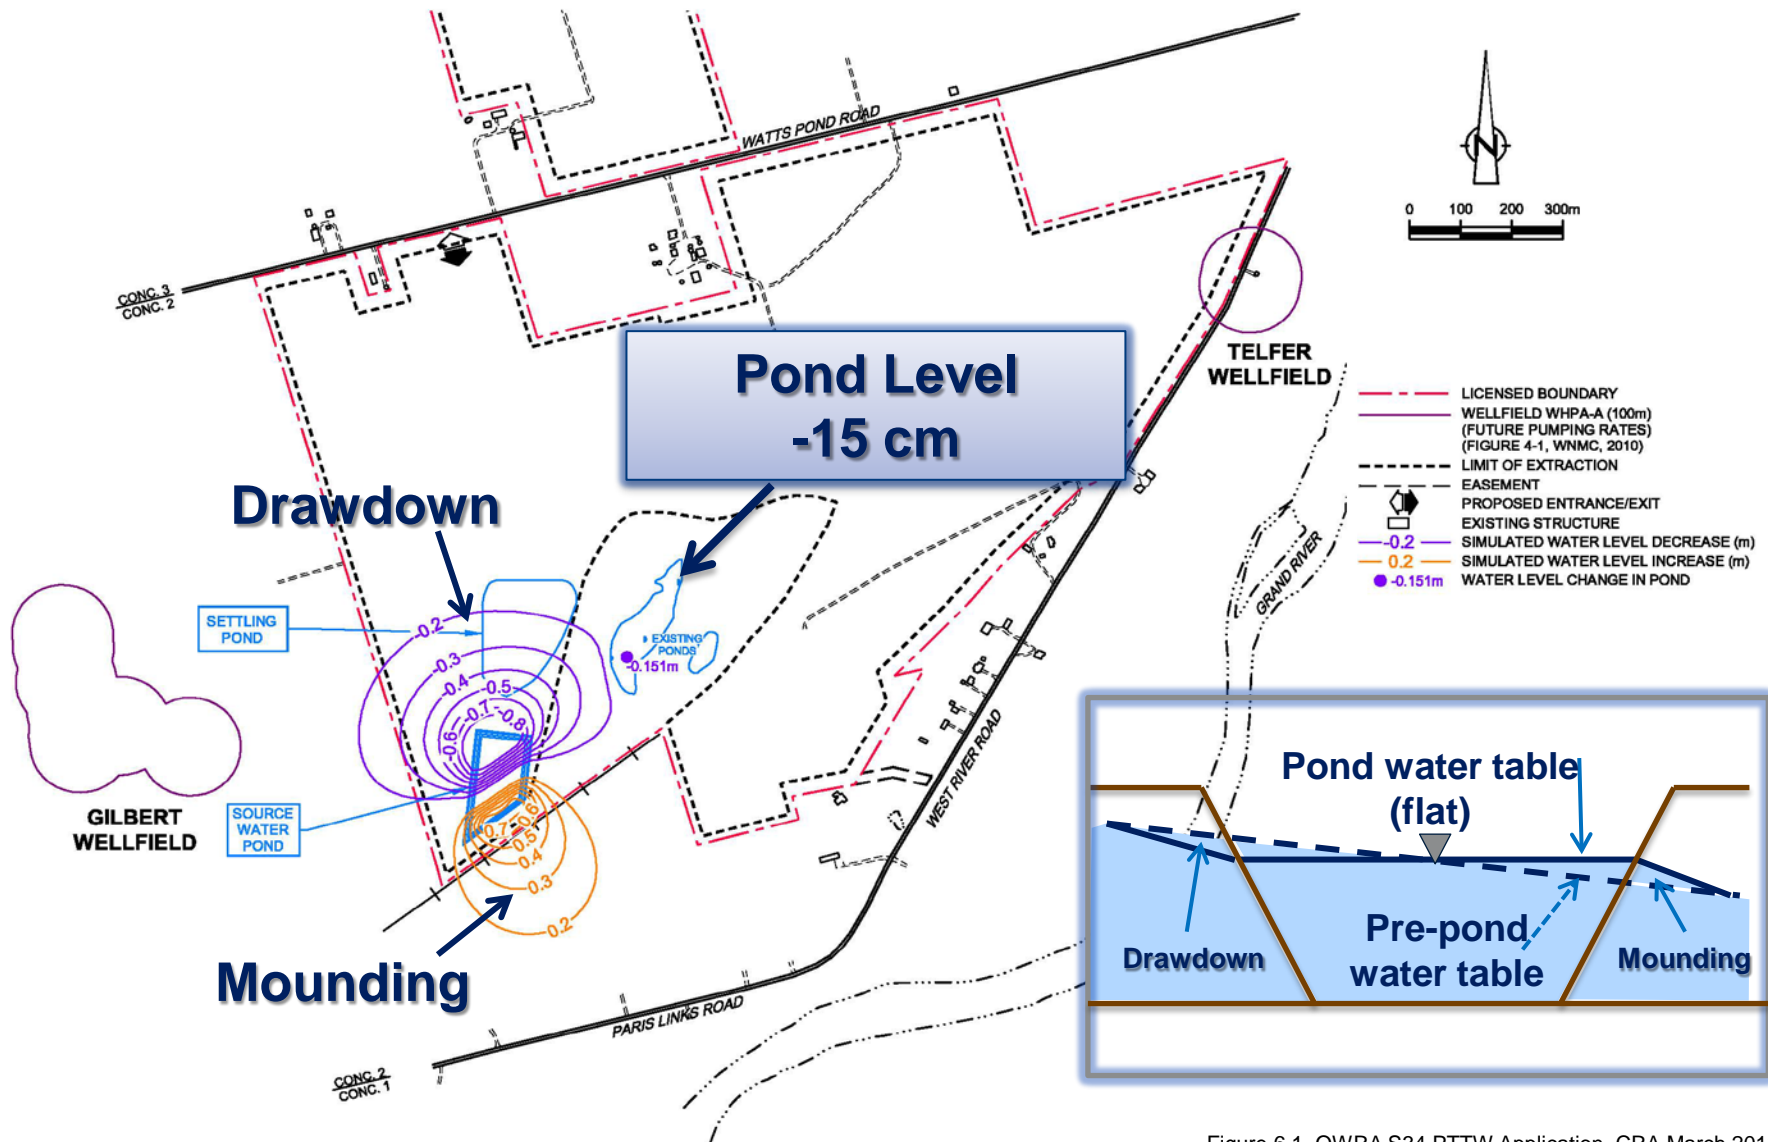 WATTS POND ROAD
CONC. 3
CONC. 2
N
0 100 200 300m
TELFER
WELLFIELD
Pond Level
-15 cm
LICENSED BOUNDARY
WELLFIELD WHPA-A (100m)
(FUTURE PUMPING RATES)
(FIGURE 4-1, WNMC, 2010)
LIMIT OF EXTRACTION
EASEMENT
PROPOSED ENTRANCE/EXIT
EXISTING STRUCTURE
-0.2 SIMULATED WATER LEVEL DECREASE (m)
0.2 SIMULATED WATER LEVEL INCREASE (m)
-0.151m WATER LEVEL CHANGE IN POND
Drawdown
GRAND RIVER
SETTLING
POND
-0.2
-0.3
-0.4
-0.5
-0.6
-0.7
-0.8
EXISTING
PONDS
-0.151m
GILBERT
WELLFIELD
SOURCE
WATER
POND
0.7
0.6
0.5
0.4
0.3
0.2
Mounding
WEST RIVER ROAD
PARIS LINKS ROAD
CONC. 2
CONC. 1
Pond water table
(flat)
Pre-pond
water table
Drawdown
Mounding